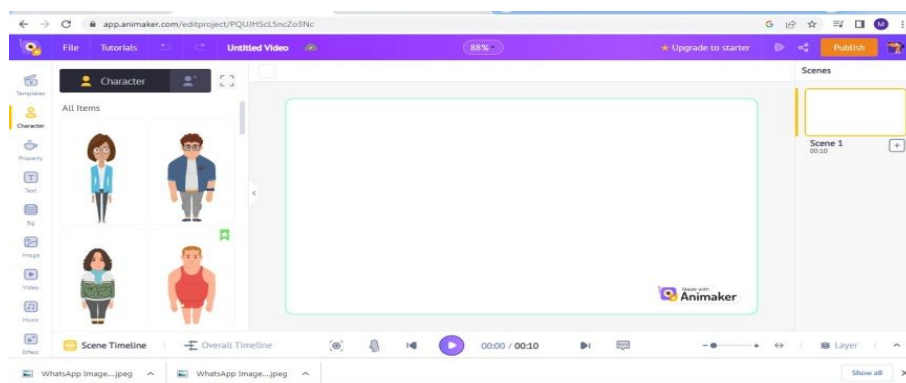 app.animaker.com/editproject/PQUJHScL5ncZo3Nc
File Tutorials Untitled Video 88% Upgrade to starter Publish
Templates
Character
Property
Text
Bg
Image
Video
Music
Effect
Character
All Items
Made with
Animaker
Scenes
Scene 1
00:10
Scene Timeline Overall Timeline 00:00 / 00:10 Layer
WhatsApp Image....jpeg WhatsApp Image....jpeg Show all